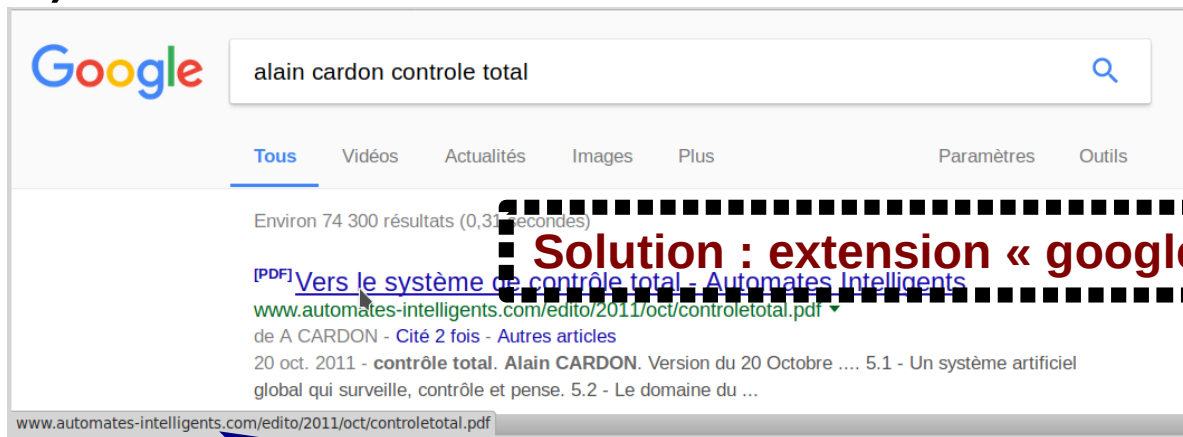 Google
alain cardon controle total
Tous Vidéos Actualités Images Plus Paramètres Outils
Environ 74 300 résultats (0,31 secondes)
Solution : extension « google
[PDF] Vers le système de contrôle total - Automates Intelligents
www.automates-intelligents.com/edito/2011/oct/controletotal.pdf
de A CARDON - Cité 2 fois - Autres articles
20 oct. 2011 - contrôle total. Alain CARDON. Version du 20 Octobre .... 5.1 - Un système artificiel
global qui surveille, contrôle et pense. 5.2 - Le domaine du ...
www.automates-intelligents.com/edito/2011/oct/controletotal.pdf